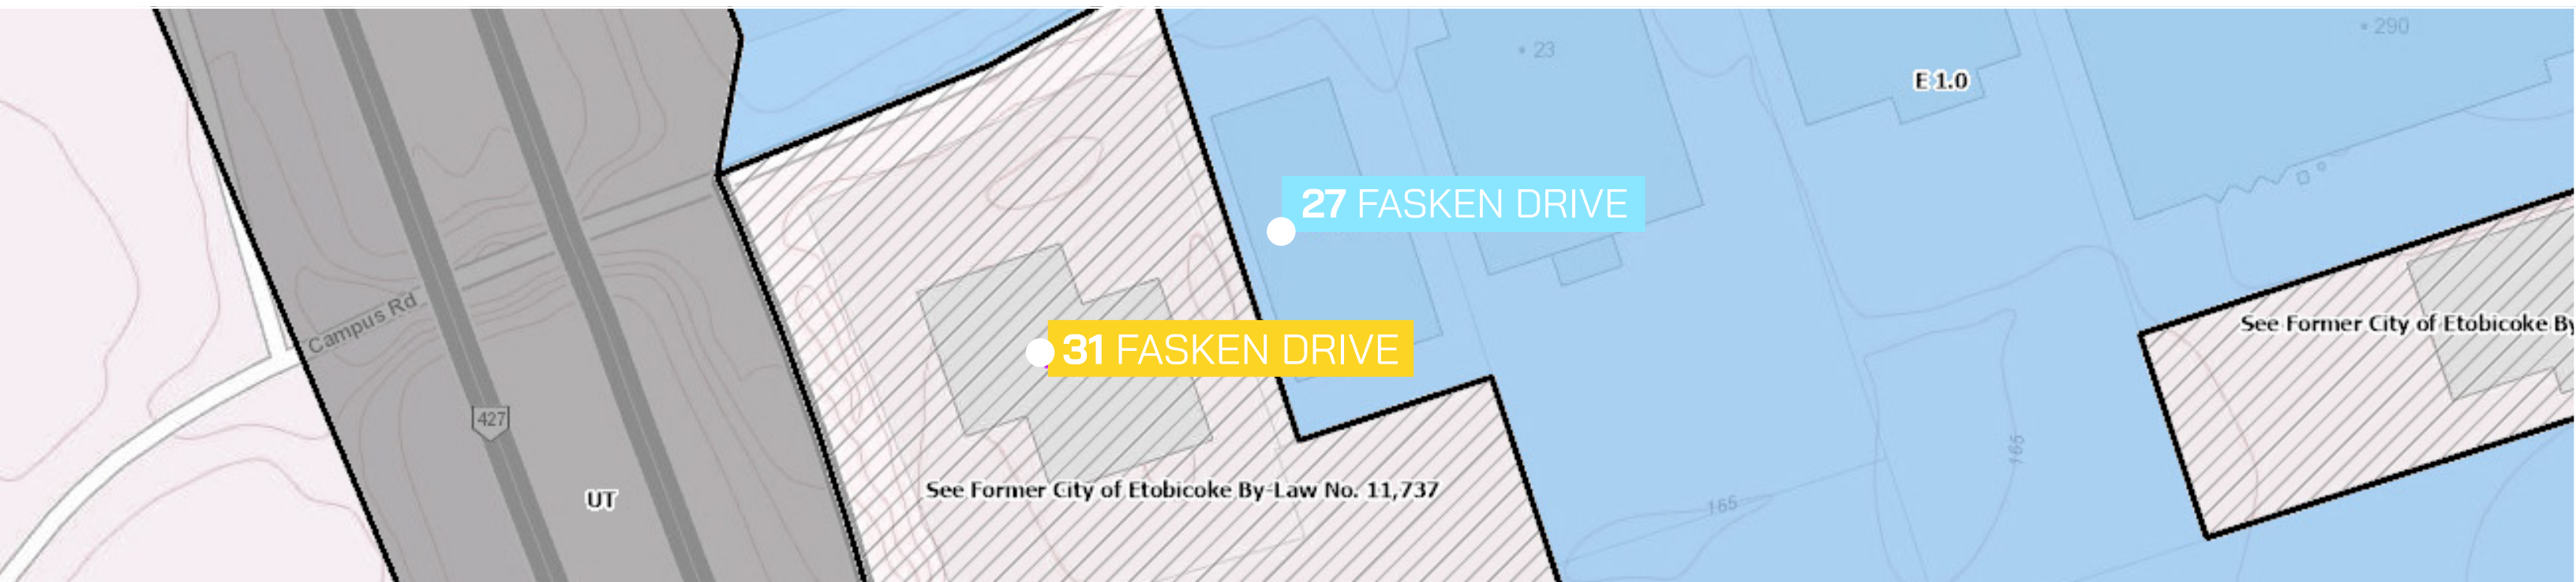 290
23
E 1.0
27 FASKEN DRIVE
Campus Rd
See Former City of Etobicoke By
31 FASKEN DRIVE
427
165
See Former City of Etobicoke By-Law No. 11,737
UT
165